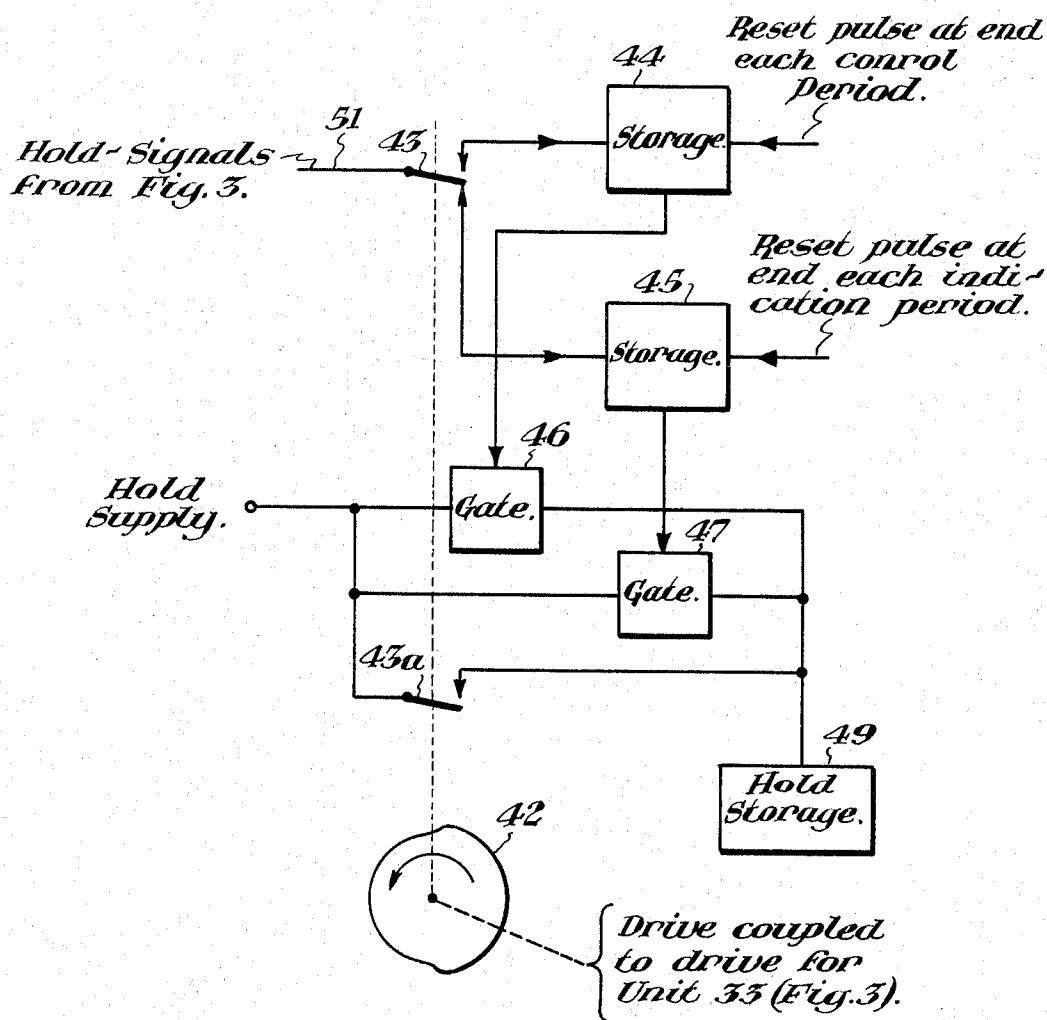 Reset pulse at end
each conrol
Period.
44
Storage.
51
43
Hold-Signals
from Fig. 3.
Reset pulse at
end each indi-
cation period.
45
Storage.
46
Hold
Supply.
Gate.
47
Gate.
43a
49
Hold
Storage.
42
Drive coupled
to drive for
Unit 33 (Fig.3).